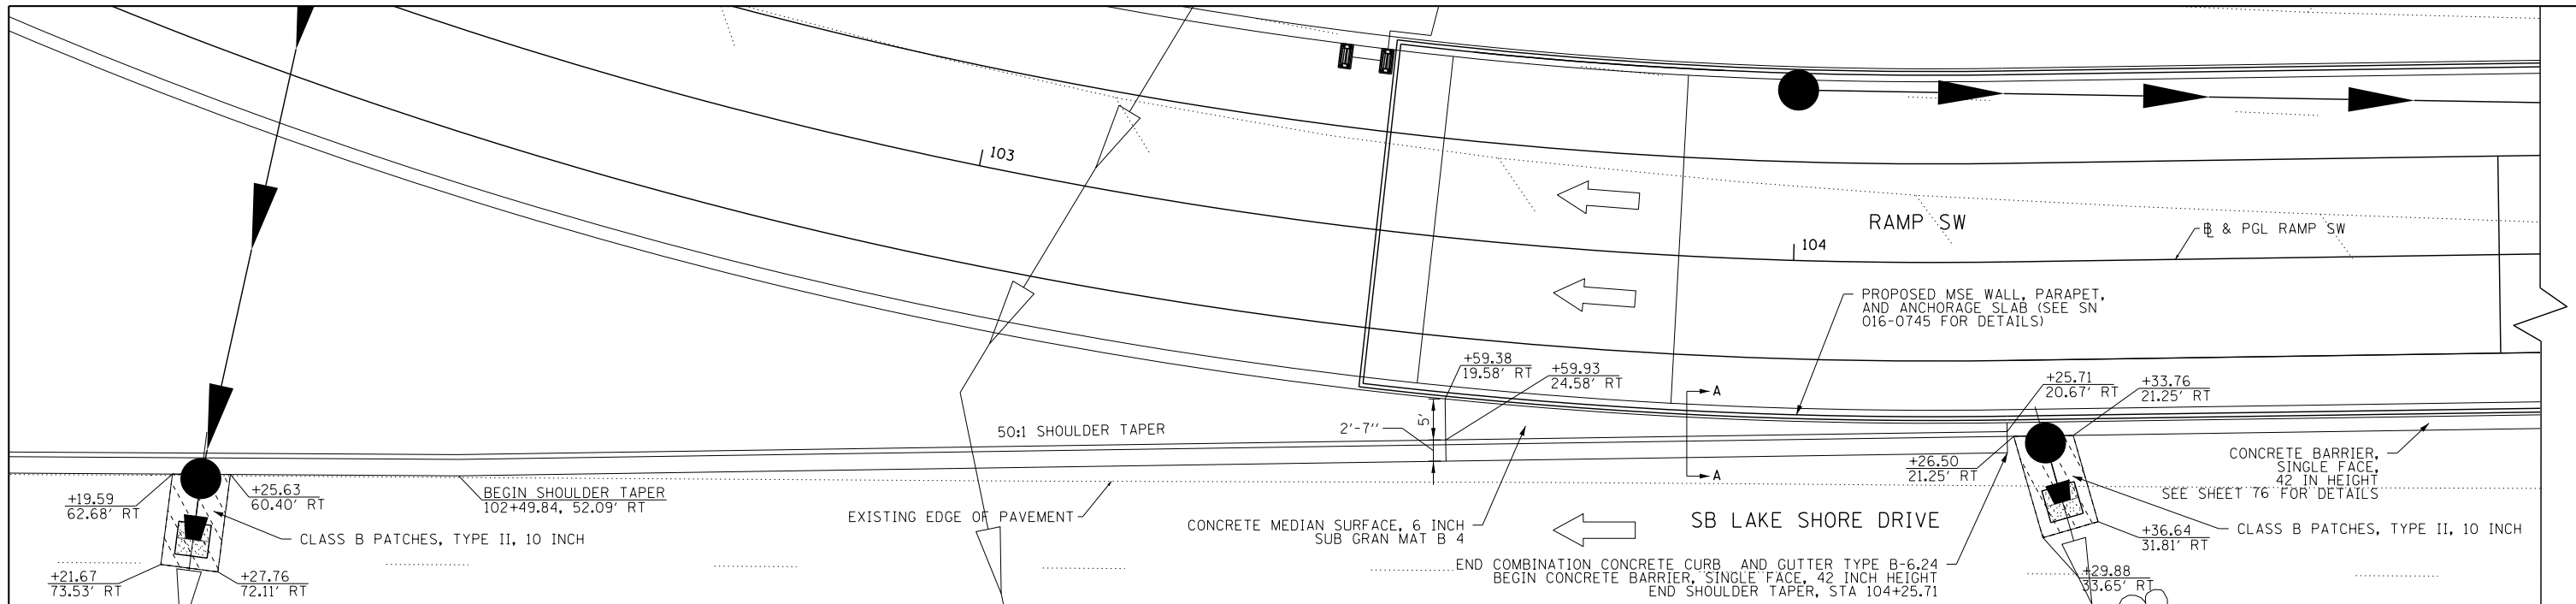 103
RAMP SW
℄ & PGL RAMP SW
104
PROPOSED MSE WALL, PARAPET,
AND ANCHORAGE SLAB (SEE SN
016-0745 FOR DETAILS)
+59.38
19.58' RT
+59.93
24.58' RT
A
+25.71
20.67' RT
+33.76
21.25' RT
5'
2'-7''
50:1 SHOULDER TAPER
A
+26.50
21.25' RT
CONCRETE BARRIER,
SINGLE FACE,
42 IN HEIGHT
SEE SHEET 76 FOR DETAILS
+19.59
62.68' RT
+25.63
60.40' RT
BEGIN SHOULDER TAPER
102+49.84, 52.09' RT
EXISTING EDGE OF PAVEMENT
CONCRETE MEDIAN SURFACE, 6 INCH
SUB GRAN MAT B 4
SB LAKE SHORE DRIVE
CLASS B PATCHES, TYPE II, 10 INCH
+36.64
31.81' RT
CLASS B PATCHES, TYPE II, 10 INCH
END COMBINATION CONCRETE CURB AND GUTTER TYPE B-6.24
BEGIN CONCRETE BARRIER, SINGLE FACE, 42 INCH HEIGHT
END SHOULDER TAPER, STA 104+25.71
+21.67
73.53' RT
+27.76
72.11' RT
+29.88
33.65' RT